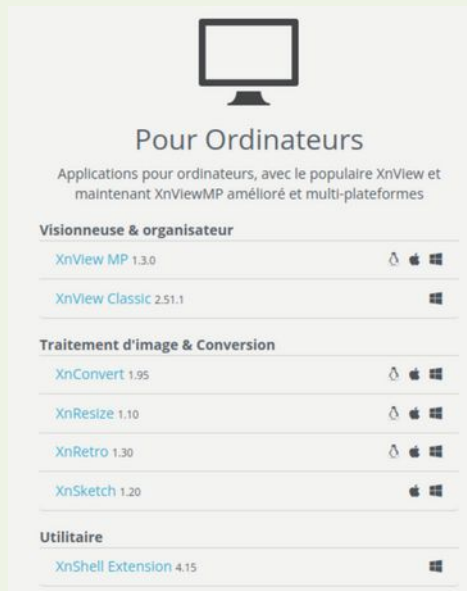 Pour Ordinateurs
Applications pour ordinateurs, avec le populaire XnView et
maintenant XnViewMP amélioré et multi-plateformes
Visionneuse & organisateur
XnView MP 1.3.0
XnView Classic 2.51.1
Traitement d'image & Conversion
XnConvert 1.95
XnResize 1.10
XnRetro 1.30
XnSketch 1.20
Utilitaire
XnShell Extension 4.15